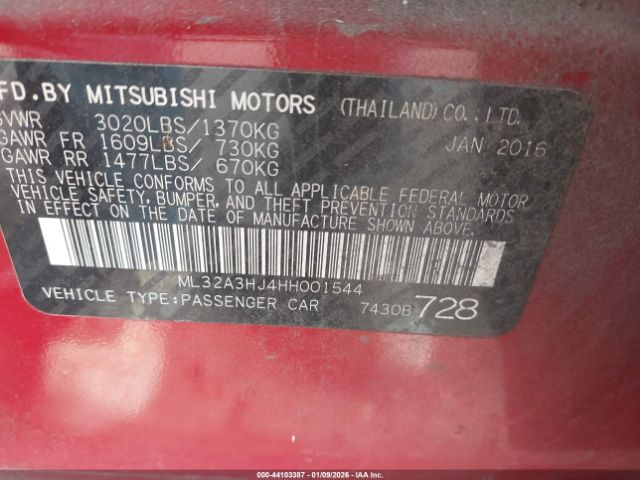 FD.BY MITSUBISHI MOTORS (THAILAND) CO.,LTD.
GVWR 3020LBS/1370KG JAN 2016
GAWR FR 1609LBS/ 730KG
GAWR RR 1477LBS/ 670KG
THIS VEHICLE CONFORMS TO ALL APPLICABLE FEDERAL MOTOR
VEHICLE SAFETY, BUMPER, AND THEFT PREVENTION STANDARDS
IN EFFECT ON THE DATE OF MANUFACTURE SHOWN ABOVE.
ML32A3HJ4HH001544
VEHICLE TYPE:PASSENGER CAR 7430B 728
000-44103387 - 01/09/2026 - IAA Inc.